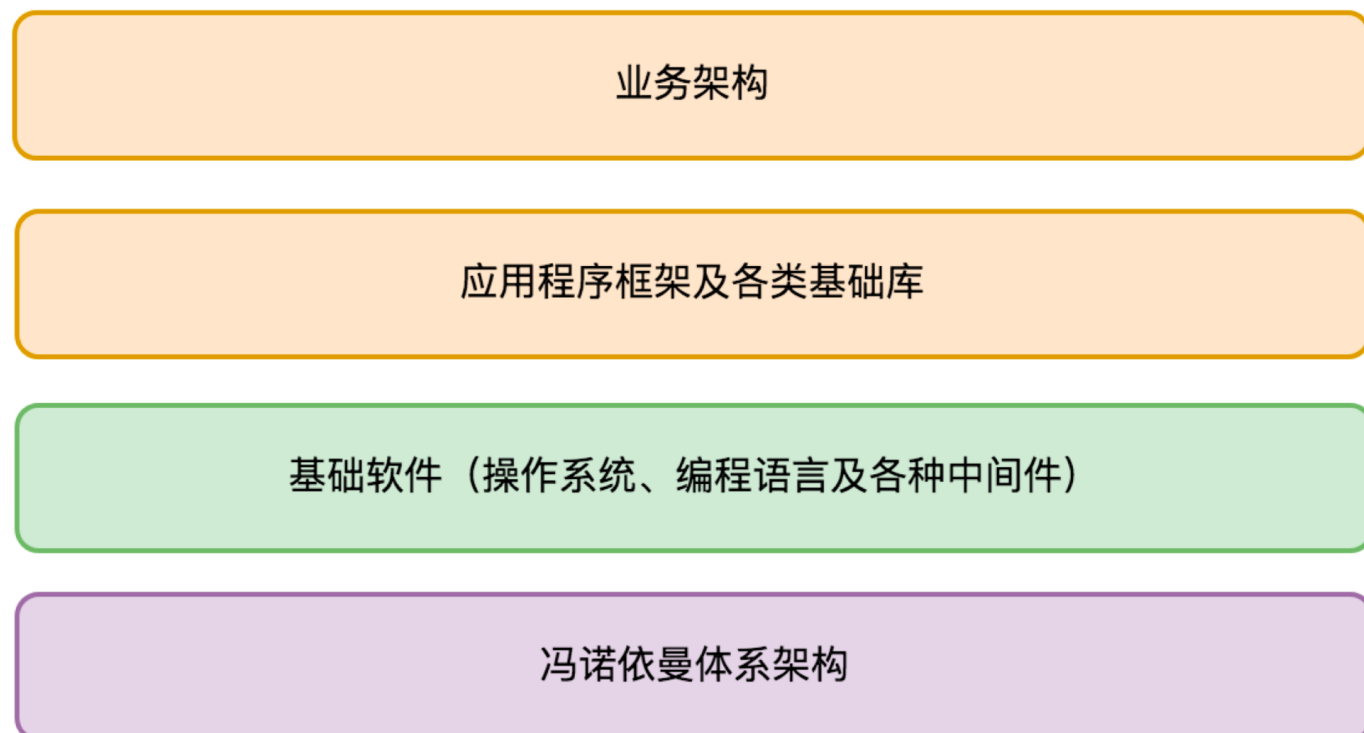 业务架构
应用程序框架及各类基础库
基础软件（操作系统、编程语言及各种中间件）
冯诺依曼体系架构